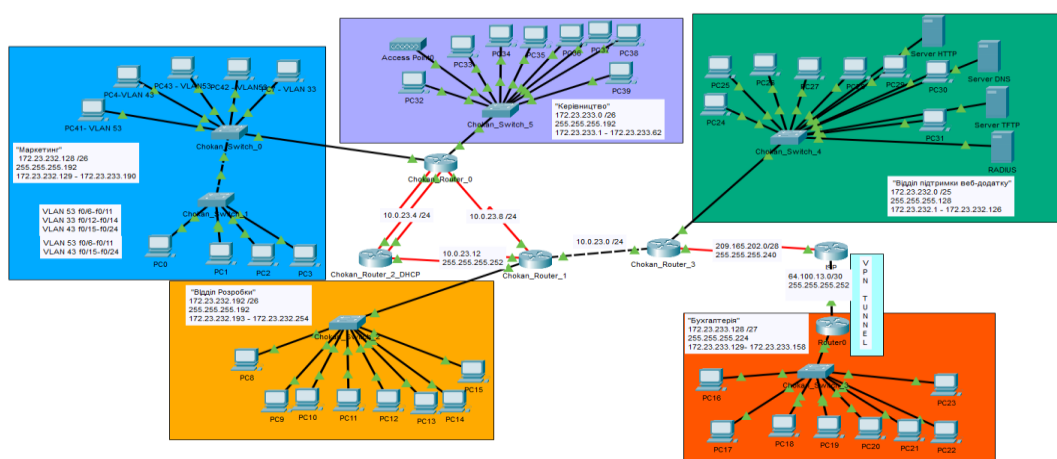 PC43 - VLAN53
PC42 - VLAN
- VLAN 33
PC4-VLAN 43
PC41- VLAN 53
Chokan_Switch_0
"Маркетинг"
172.23.232.128 /26
255.255.255.192
172.23.232.129 - 172.23.233.190
VLAN 53 f0/6-f0/11
VLAN 33 f0/12-f0/14
VLAN 43 f0/15-f0/24
VLAN 53 f0/6-f0/11
VLAN 43 f0/15-f0/24
PC0
PC1
PC2
PC3
Access Point0
PC33
PC34
PC35
PC36
PC37
PC38
PC32
PC39
Chokan_Switch_5
"Керівництво"
172.23.233.0 /26
255.255.255.192
172.23.233.1 - 172.23.233.62
Chokan_Router_0
10.0.23.4 /24
10.0.23.8 /24
Chokan_Router_2_DHCP
10.0.23.12
255.255.255.252
Chokan_Router_1
10.0.23.0 /24
Chokan_Router_3
209.165.202.0/28
255.255.255.240
ISP
64.100.13.0/30
255.255.255.252
VPN TUNNEL
Router0
Server HTTP
PC25
PC26
PC27
PC28
PC29
PC30
Server DNS
PC24
PC31
Server TFTP
Chokan_Switch_4
RADIUS
"Відділ підтримки веб-додатку"
172.23.232.0 /25
255.255.255.128
172.23.232.1 - 172.23.232.126
"Відділ Розробки"
172.23.232.192 /26
255.255.255.192
172.23.232.193 - 172.23.232.254
PC8
PC9
PC10
PC11
PC12
PC13
PC14
PC15
"Бухгалтерія"
172.23.233.128 /27
255.255.255.224
172.23.233.129- 172.23.233.158
PC16
PC17
PC18
PC19
PC20
PC21
PC22
PC23